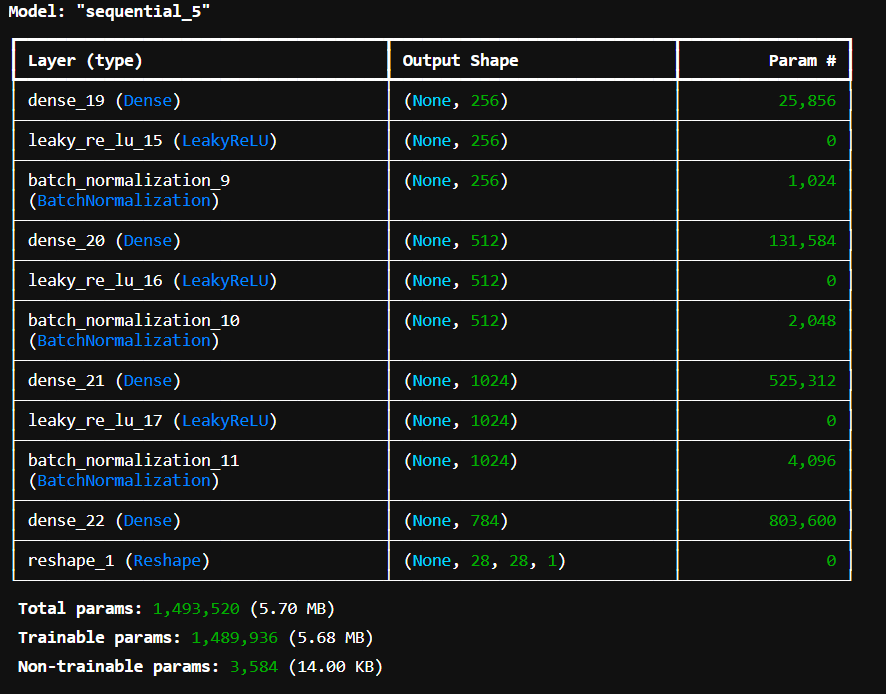 Model: "sequential_5"
Layer (type) Output Shape Param #
dense_19 (Dense) (None, 256) 25,856
leaky_re_lu_15 (LeakyReLU) (None, 256) 0
batch_normalization_9 (None, 256) 1,024
(BatchNormalization)
dense_20 (Dense) (None, 512) 131,584
leaky_re_lu_16 (LeakyReLU) (None, 512) 0
batch_normalization_10 (None, 512) 2,048
(BatchNormalization)
dense_21 (Dense) (None, 1024) 525,312
leaky_re_lu_17 (LeakyReLU) (None, 1024) 0
batch_normalization_11 (None, 1024) 4,096
(BatchNormalization)
dense_22 (Dense) (None, 784) 803,600
reshape_1 (Reshape) (None, 28, 28, 1) 0
Total params: 1,493,520 (5.70 MB)
Trainable params: 1,489,936 (5.68 MB)
Non-trainable params: 3,584 (14.00 KB)